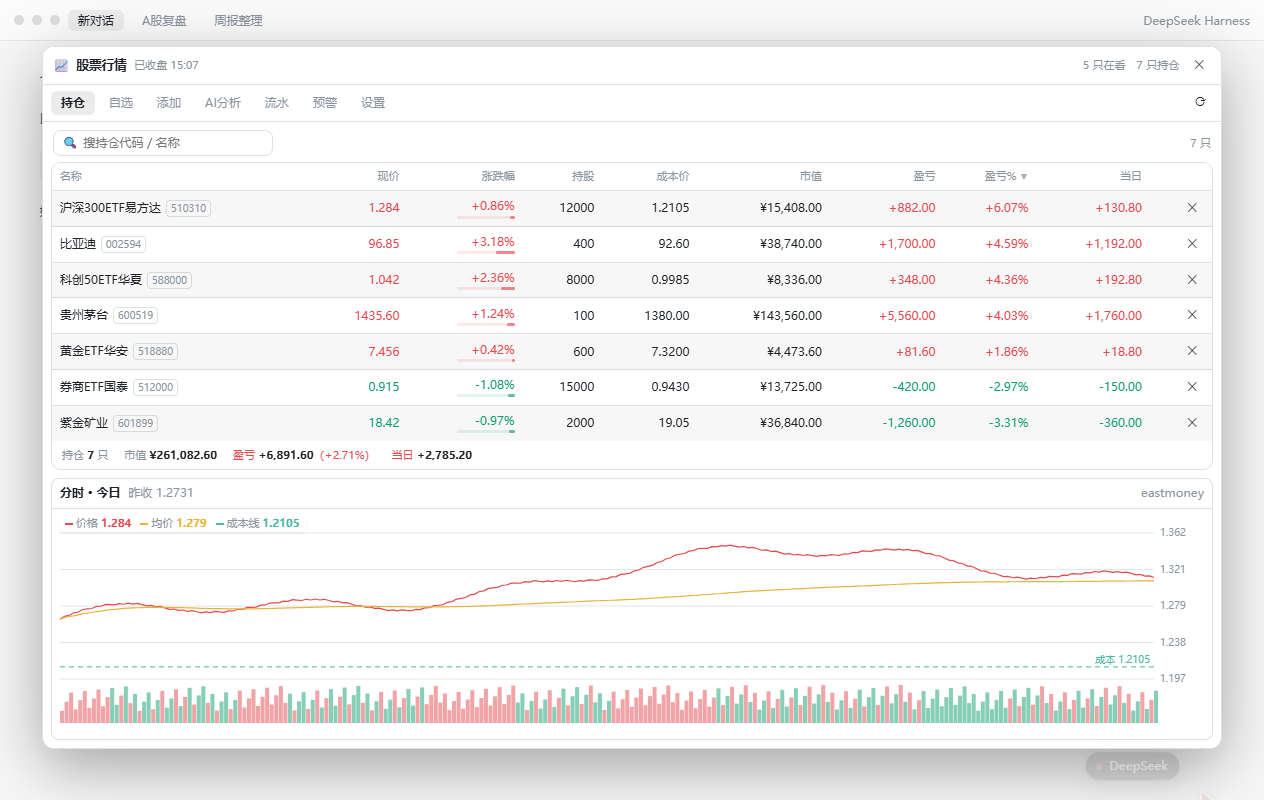 新对话 A股复盘 周报整理 DeepSeek Harness
股票行情 已收盘 15:07 5 只在看 7 只持仓
持仓 自选 添加 AI分析 流水 预警 设置
搜持仓代码 / 名称 7 只
名称 现价 涨跌幅 持股 成本价 市值 盈亏 盈亏% ▼ 当日
沪深300ETF易方达 510310 1.284 +0.86% 12000 1.2105 ¥15,408.00 +882.00 +6.07% +130.80
比亚迪 002594 96.85 +3.18% 400 92.60 ¥38,740.00 +1,700.00 +4.59% +1,192.00
科创50ETF华夏 588000 1.042 +2.36% 8000 0.9985 ¥8,336.00 +348.00 +4.36% +192.80
贵州茅台 600519 1435.60 +1.24% 100 1380.00 ¥143,560.00 +5,560.00 +4.03% +1,760.00
黄金ETF华安 518880 7.456 +0.42% 600 7.3200 ¥4,473.60 +81.60 +1.86% +18.80
券商ETF国泰 512000 0.915 -1.08% 15000 0.9430 ¥13,725.00 -420.00 -2.97% -150.00
紫金矿业 601899 18.42 -0.97% 2000 19.05 ¥36,840.00 -1,260.00 -3.31% -360.00
持仓 7 只 市值 ¥261,082.60 盈亏 +6,891.60 (+2.71%) 当日 +2,785.20
分时 • 今日 昨收 1.2731 eastmoney
价格 1.284 均价 1.279 成本线 1.2105
1.362
1.321
1.279
1.238
成本 1.2105
1.197
DeepSeek